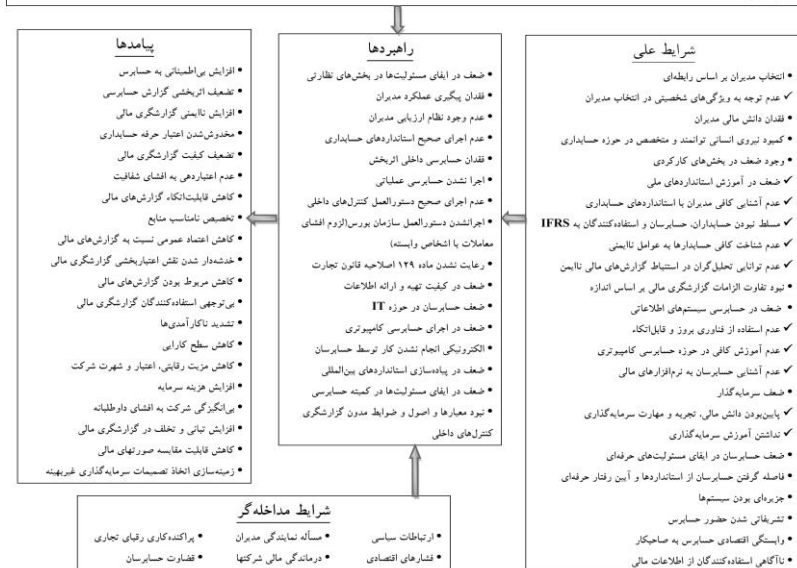 شرایط علی
• انتخاب مدیران بر اساس رابطه‌ای
✓ عدم توجه به ویژگی‌های شخصیتی در انتخاب مدیران
• فقدان دانش مالی مدیران
• کمبود نیروی انسانی توانمند و متخصص در حوزه حسابداری
• وجود ضعف در بخش‌های کارکردی
✓ ضعف در آموزش استانداردهای ملی
✓ عدم آشنایی کافی مدیران با استانداردهای حسابداری
✓ مسلط نبودن حسابداران، حسابرسان و استفاده‌کنندگان به IFRS
✓ عدم شناخت کافی حسابدارها به عوامل ناایمنی
✓ عدم توانایی تحلیل‌گران در استنباط گزارش‌های مالی ناایمن
• نبود تفاوت الزامات گزارشگری مالی بر اساس اندازه
• ضعف در حسابرسی سیستم‌های اطلاعاتی
✓ عدم استفاده از فناوری بروز و قابل‌اتکاء
✓ عدم آموزش کافی در حوزه حسابرسی کامپیوتری
✓ عدم آشنایی حسابرسان به نرم‌افزارهای مالی
• ضعف سرمایه‌گذار
✓ پایین‌بودن دانش مالی، تجربه و مهارت سرمایه‌گذاری
✓ نداشتن آموزش سرمایه‌گذاری
• ضعف حسابرسان در ایفای مسئولیت‌های حرفه‌ای
• فاصله گرفتن حسابرسان از استانداردها و آیین رفتار حرفه‌ای
• جزیره‌ای بودن سیستم‌ها
• تشریفاتی شدن حضور حسابرس
• وابستگی اقتصادی حسابرس به صاحبکار
• ناآگاهی استفاده‌کنندگان از اطلاعات مالی
راهبردها
• ضعف در ایفای مسئولیت‌ها در بخش‌های نظارتی
• فقدان پیگیری عملکرد مدیران
• عدم وجود نظام ارزیابی مدیران
• عدم اجرای صحیح استانداردهای حسابداری
• فقدان حسابرسی داخلی اثربخش
• اجرا نشدن حسابرسی عملیاتی
• عدم اجرای صحیح دستورالعمل کنترل‌های داخلی
• اجرانشدن دستورالعمل سازمان بورس(لزوم افشای
معاملات با اشخاص وابسته)
• رعایت نشدن ماده ۱۲۹ اصلاحیه قانون تجارت
• ضعف در کیفیت تهیه و ارائه اطلاعات
• ضعف حسابرسان در حوزه IT
• ضعف در اجرای حسابرسی کامپیوتری
• الکترونیکی انجام نشدن کار توسط حسابرسان
• ضعف در پیاده‌سازی استانداردهای بین‌المللی
• ضعف در ایفای مسئولیت‌ها در کمیته حسابرسی
• نبود معیارها و اصول و ضوابط مدون گزارشگری
کنترل‌های داخلی
پیامدها
• افزایش بی‌اطمینانی به حسابرس
• تضعیف اثربخشی گزارش حسابرسی
• افزایش ناایمنی گزارشگری مالی
• مخدوش‌شدن اعتبار حرفه حسابداری
• تضعیف کیفیت گزارشگری مالی
• عدم اعتباردهی به افشای شفافیت
• کاهش قابلیت‌اتکاء گزارش‌های مالی
• تخصیص نامناسب منابع
• کاهش اعتماد عمومی نسبت به گزارش‌های مالی
• خدشه‌دار شدن نقش اعتباربخشی گزارشگری مالی
• کاهش مربوط بودن گزارش‌های مالی
• بی‌توجهی استفاده‌کنندگان گزارشگری مالی
• تشدید ناکارآمدی‌ها
• کاهش سطح کارایی
• کاهش مزیت رقابتی، اعتبار و شهرت شرکت
• افزایش هزینه سرمایه
• بی‌انگیزگی شرکت به افشای داوطلبانه
• افزایش تبانی و تخلف در گزارشگری مالی
• کاهش قابلیت مقایسه صورتهای مالی
• زمینه‌سازی اتخاذ تصمیمات سرمایه‌گذاری غیربهینه
شرایط مداخله‌گر
• ارتباطات سیاسی • مسأله نمایندگی مدیران • پراکنده‌کاری رقبای تجاری
• فشارهای اقتصادی • درماندگی مالی شرکتها • قضاوت حسابرسان